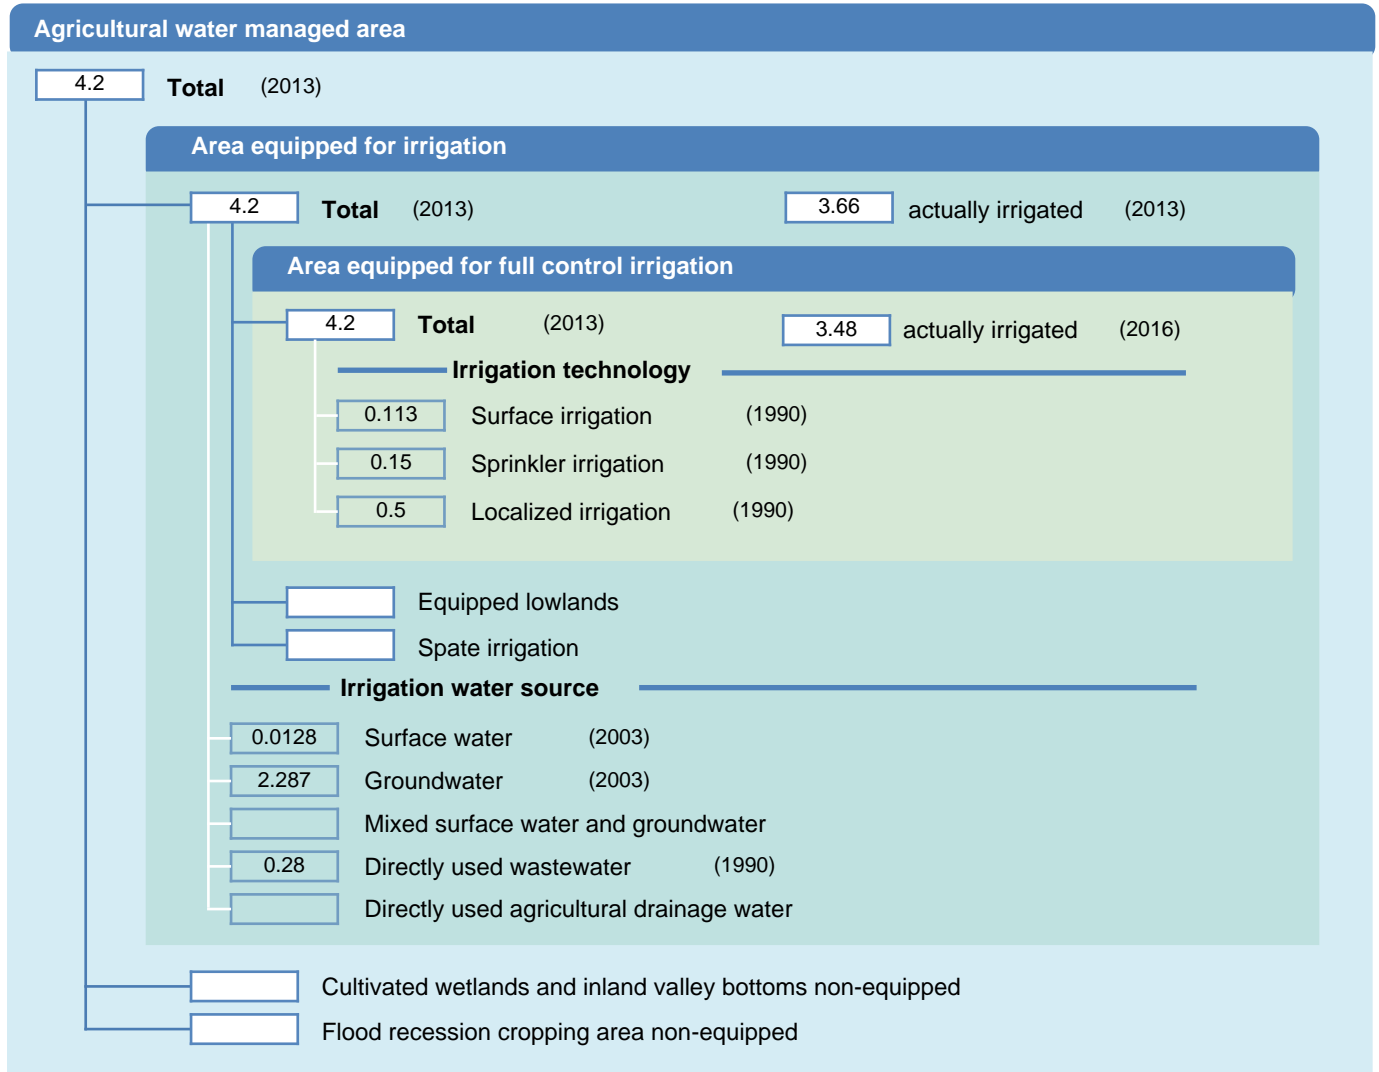 Agricultural water managed area
4.2 Total (2013)
Area equipped for irrigation
4.2 Total (2013) 3.66 actually irrigated (2013)
Area equipped for full control irrigation
4.2 Total (2013) 3.48 actually irrigated (2016)
Irrigation technology
0.113 Surface irrigation (1990)
0.15 Sprinkler irrigation (1990)
0.5 Localized irrigation (1990)
Equipped lowlands
Spate irrigation
Irrigation water source
0.0128 Surface water (2003)
2.287 Groundwater (2003)
Mixed surface water and groundwater
0.28 Directly used wastewater (1990)
Directly used agricultural drainage water
Cultivated wetlands and inland valley bottoms non-equipped
Flood recession cropping area non-equipped